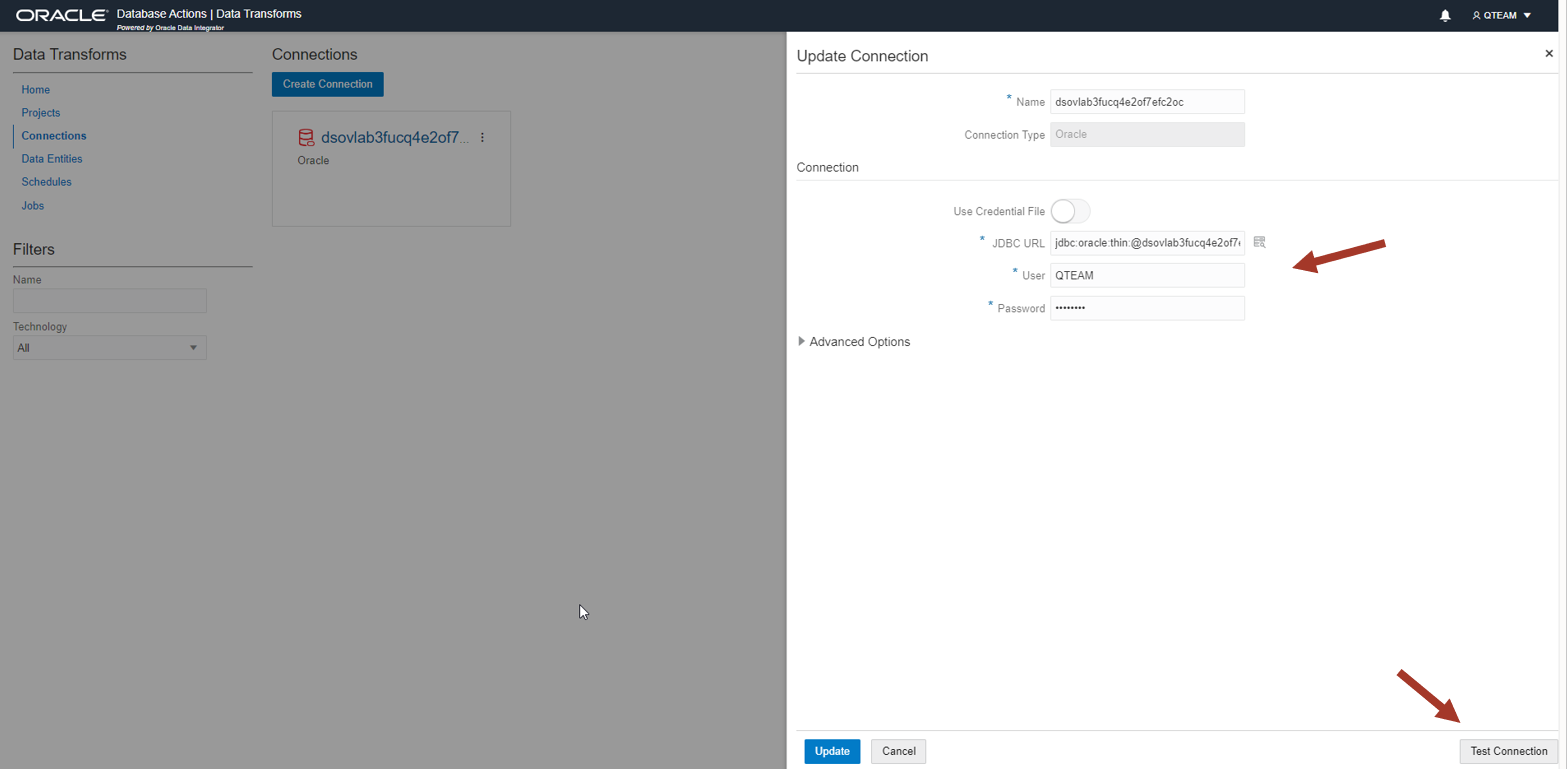 ORACLE Database Actions | Data Transforms
Powered by Oracle Data Integrator
QTEAM
Data Transforms
Home
Projects
Connections
Data Entities
Schedules
Jobs
Filters
Name
Technology
All
Connections
Create Connection
dsovlab3fucq4e2of7...
Oracle
Update Connection
* Name dsovlab3fucq4e2of7efc2oc
Connection Type Oracle
Connection
Use Credential File
* JDBC URL jdbc:oracle:thin:@dsovlab3fucq4e2of7
* User QTEAM
* Password ••••••••
Advanced Options
Update Cancel Test Connection